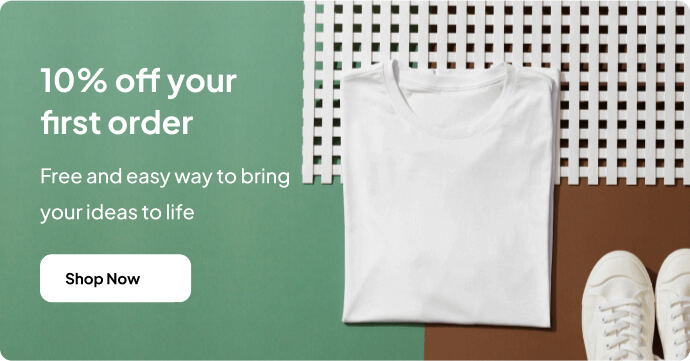 10% off your
first order
Free and easy way to bring
your ideas to life
Shop Now